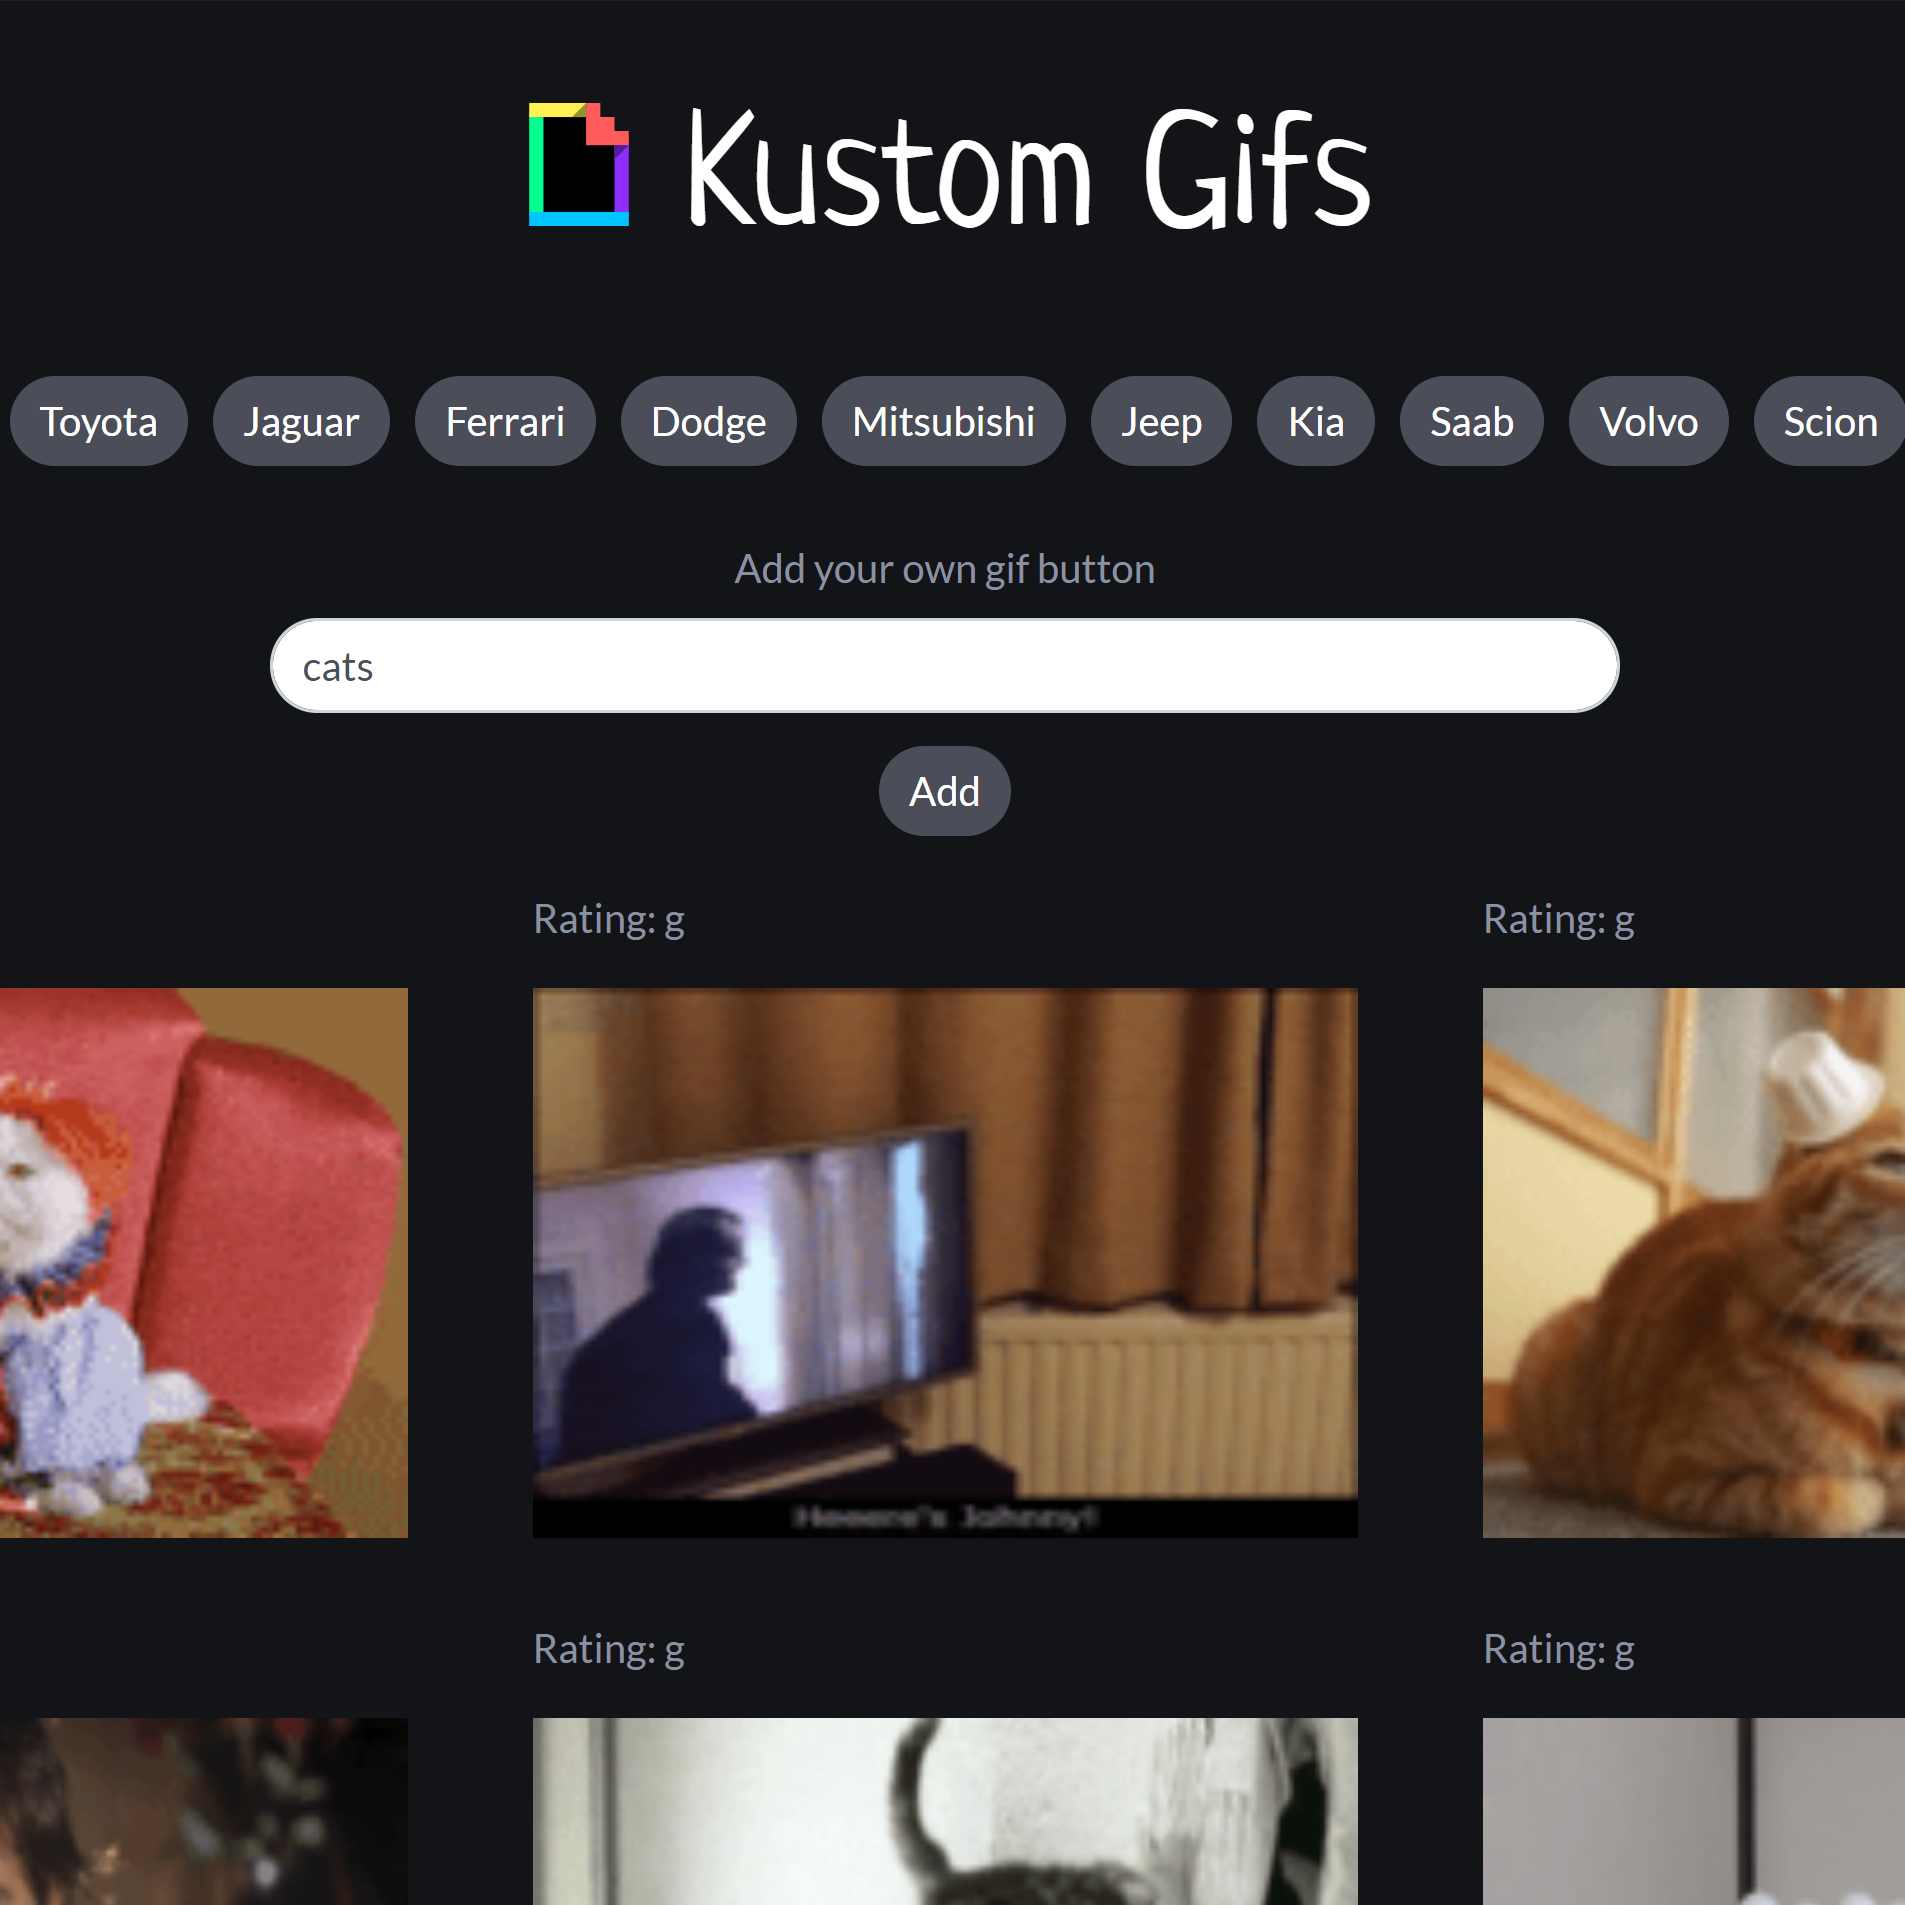 Kustom Gifs
Toyota Jaguar Ferrari Dodge Mitsubishi Jeep Kia Saab Volvo Scion
Add your own gif button
cats
Add
Rating: g Rating: g
Heeere's Johnny!
Rating: g Rating: g